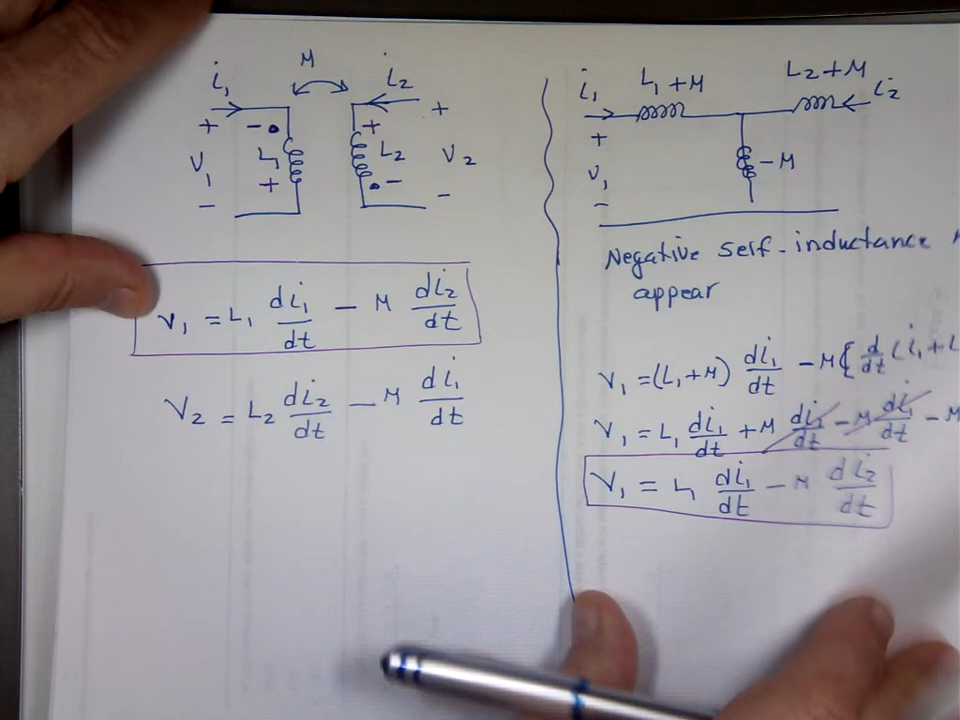 M
i₁
i₂
+ - • + +
V₁ L₁ L₂ V₂
- + • - -
V₁ = L₁ di₁/dt - M di₂/dt
V₂ = L₂ di₂/dt - M di₁/dt
L₁+M L₂+M
i₁ i₂
+
V₁ -M
-
Negative self-inductance
appear
V₁ = (L₁+M) di₁/dt - M{ d/dt (i₁ +
V₁ = L₁ di₁/dt + M di₁/dt - M di₁/dt - M
V₁ = L₁ di₁/dt - M di₂/dt